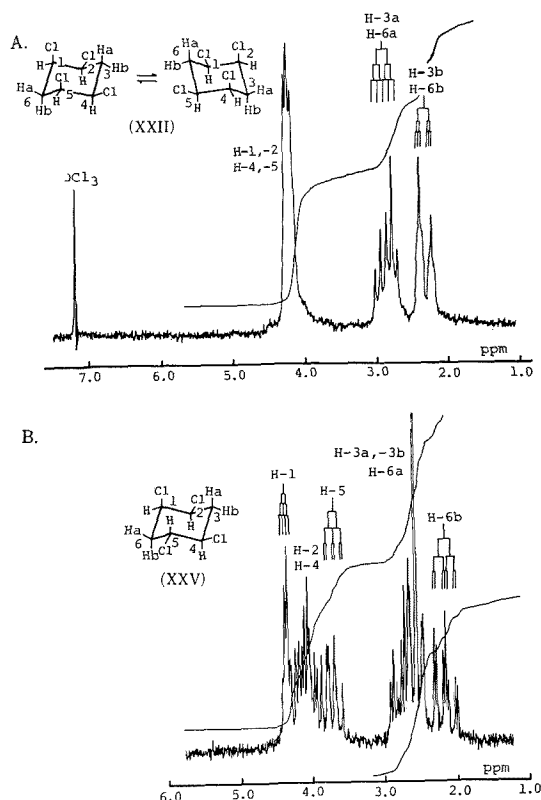 A.
Cl
H
1
Cl
H
2
Ha
3
Hb
Ha
6
Hb
Cl
5
H
4
H
Cl
⇌
6
Ha
Hb
Cl
1
H
2
Cl
H
3
Hb
Ha
Cl
4
H
5
Cl
H
(XXII)
H-3a
H-6a
H-3b
H-6b
H-1,-2
H-4,-5
DCl3
ppm
7.0 6.0 5.0 4.0 3.0 2.0 1.0
B.
Cl
H
1
Cl
H
2
Ha
3
Hb
Ha
6
Hb
H
5
Cl
4
H
Cl
(XXV)
H-3a,-3b
H-6a
H-1
H-5
H-2
H-4
H-6b
ppm
6.0 5.0 4.0 3.0 2.0 1.0